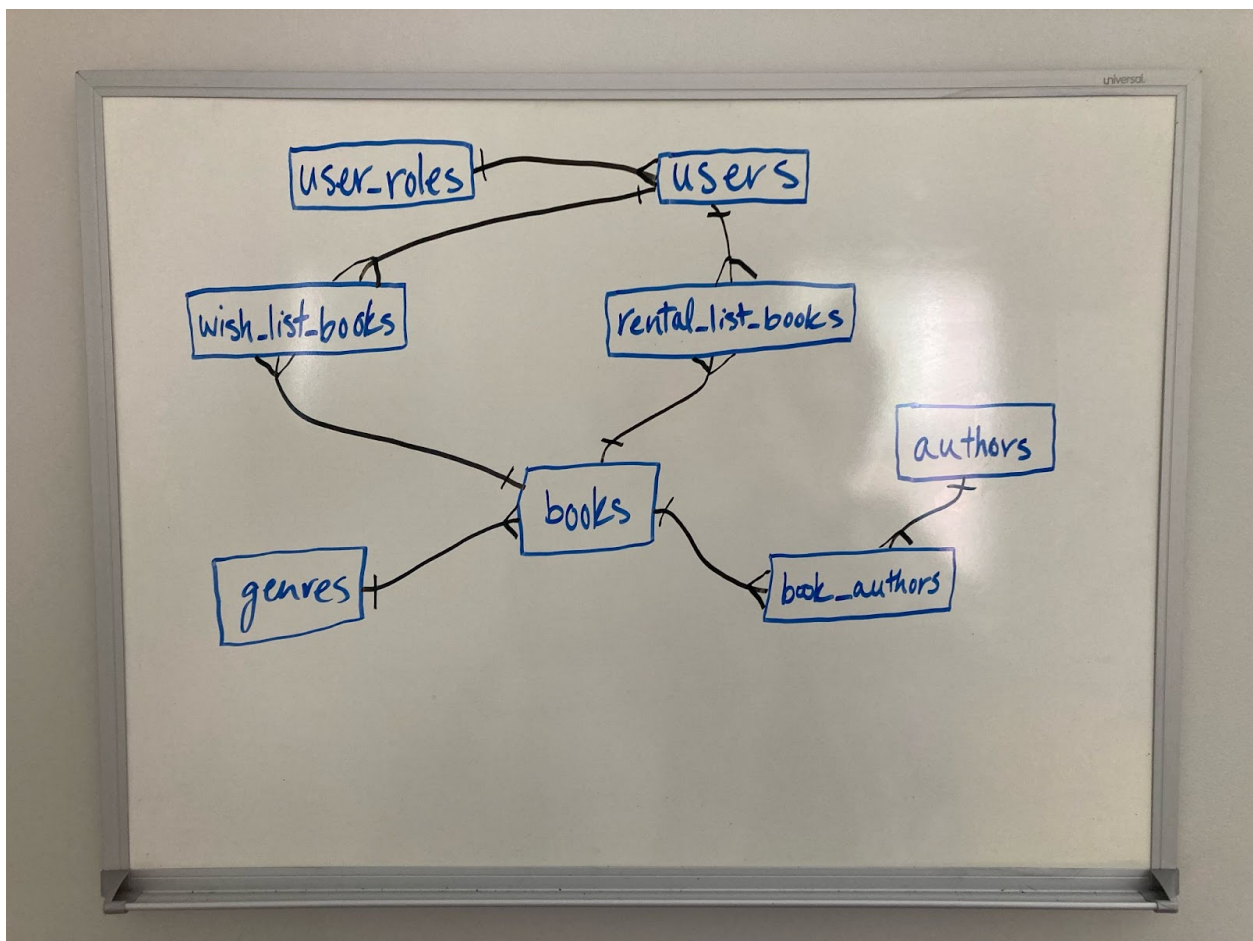 universal
user_roles
users
wish_list_books
rental_list_books
authors
books
genres
book_authors